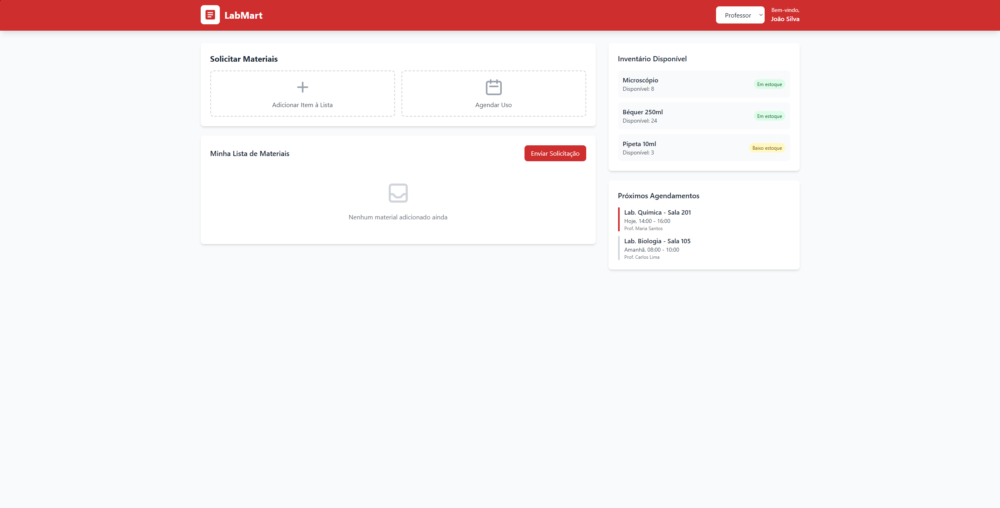 LabMart
Professor
Bem-vindo,
João Silva
Solicitar Materiais
Adicionar Item à Lista
Agendar Uso
Minha Lista de Materiais
Enviar Solicitação
Nenhum material adicionado ainda
Inventário Disponível
Microscópio
Disponível: 8
Em estoque
Béquer 250ml
Disponível: 24
Em estoque
Pipeta 10ml
Disponível: 3
Baixo estoque
Próximos Agendamentos
Lab. Química - Sala 201
Hoje, 14:00 - 16:00
Prof. Maria Santos
Lab. Biologia - Sala 105
Amanhã, 08:00 - 10:00
Prof. Carlos Lima